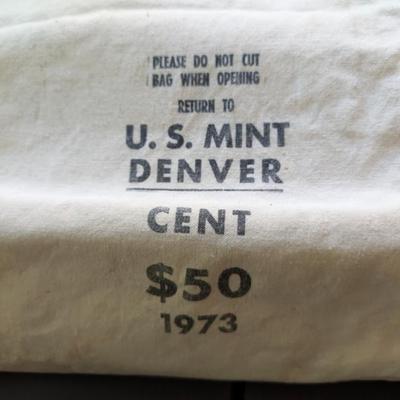 PLEASE DO NOT CUT
BAG WHEN OPENING
RETURN TO
U. S. MINT
DENVER
CENT
$50
1973